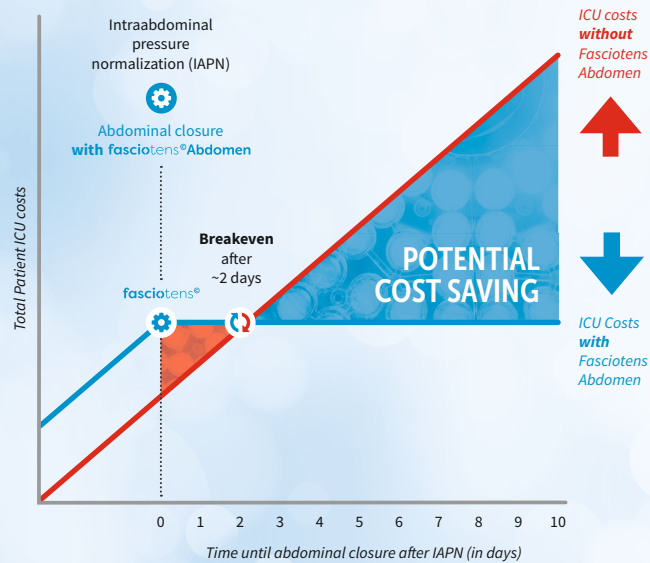 Intraabdominal
pressure
normalization (IAPN)
Abdominal closure
with fasciotens®Abdomen
Breakeven
after
~2 days
fasciotens®
POTENTIAL
COST SAVING
ICU costs
without
Fasciotens
Abdomen
ICU Costs
with
Fasciotens
Abdomen
Total Patient ICU costs
0 1 2 3 4 5 6 7 8 9 10
Time until abdominal closure after IAPN (in days)